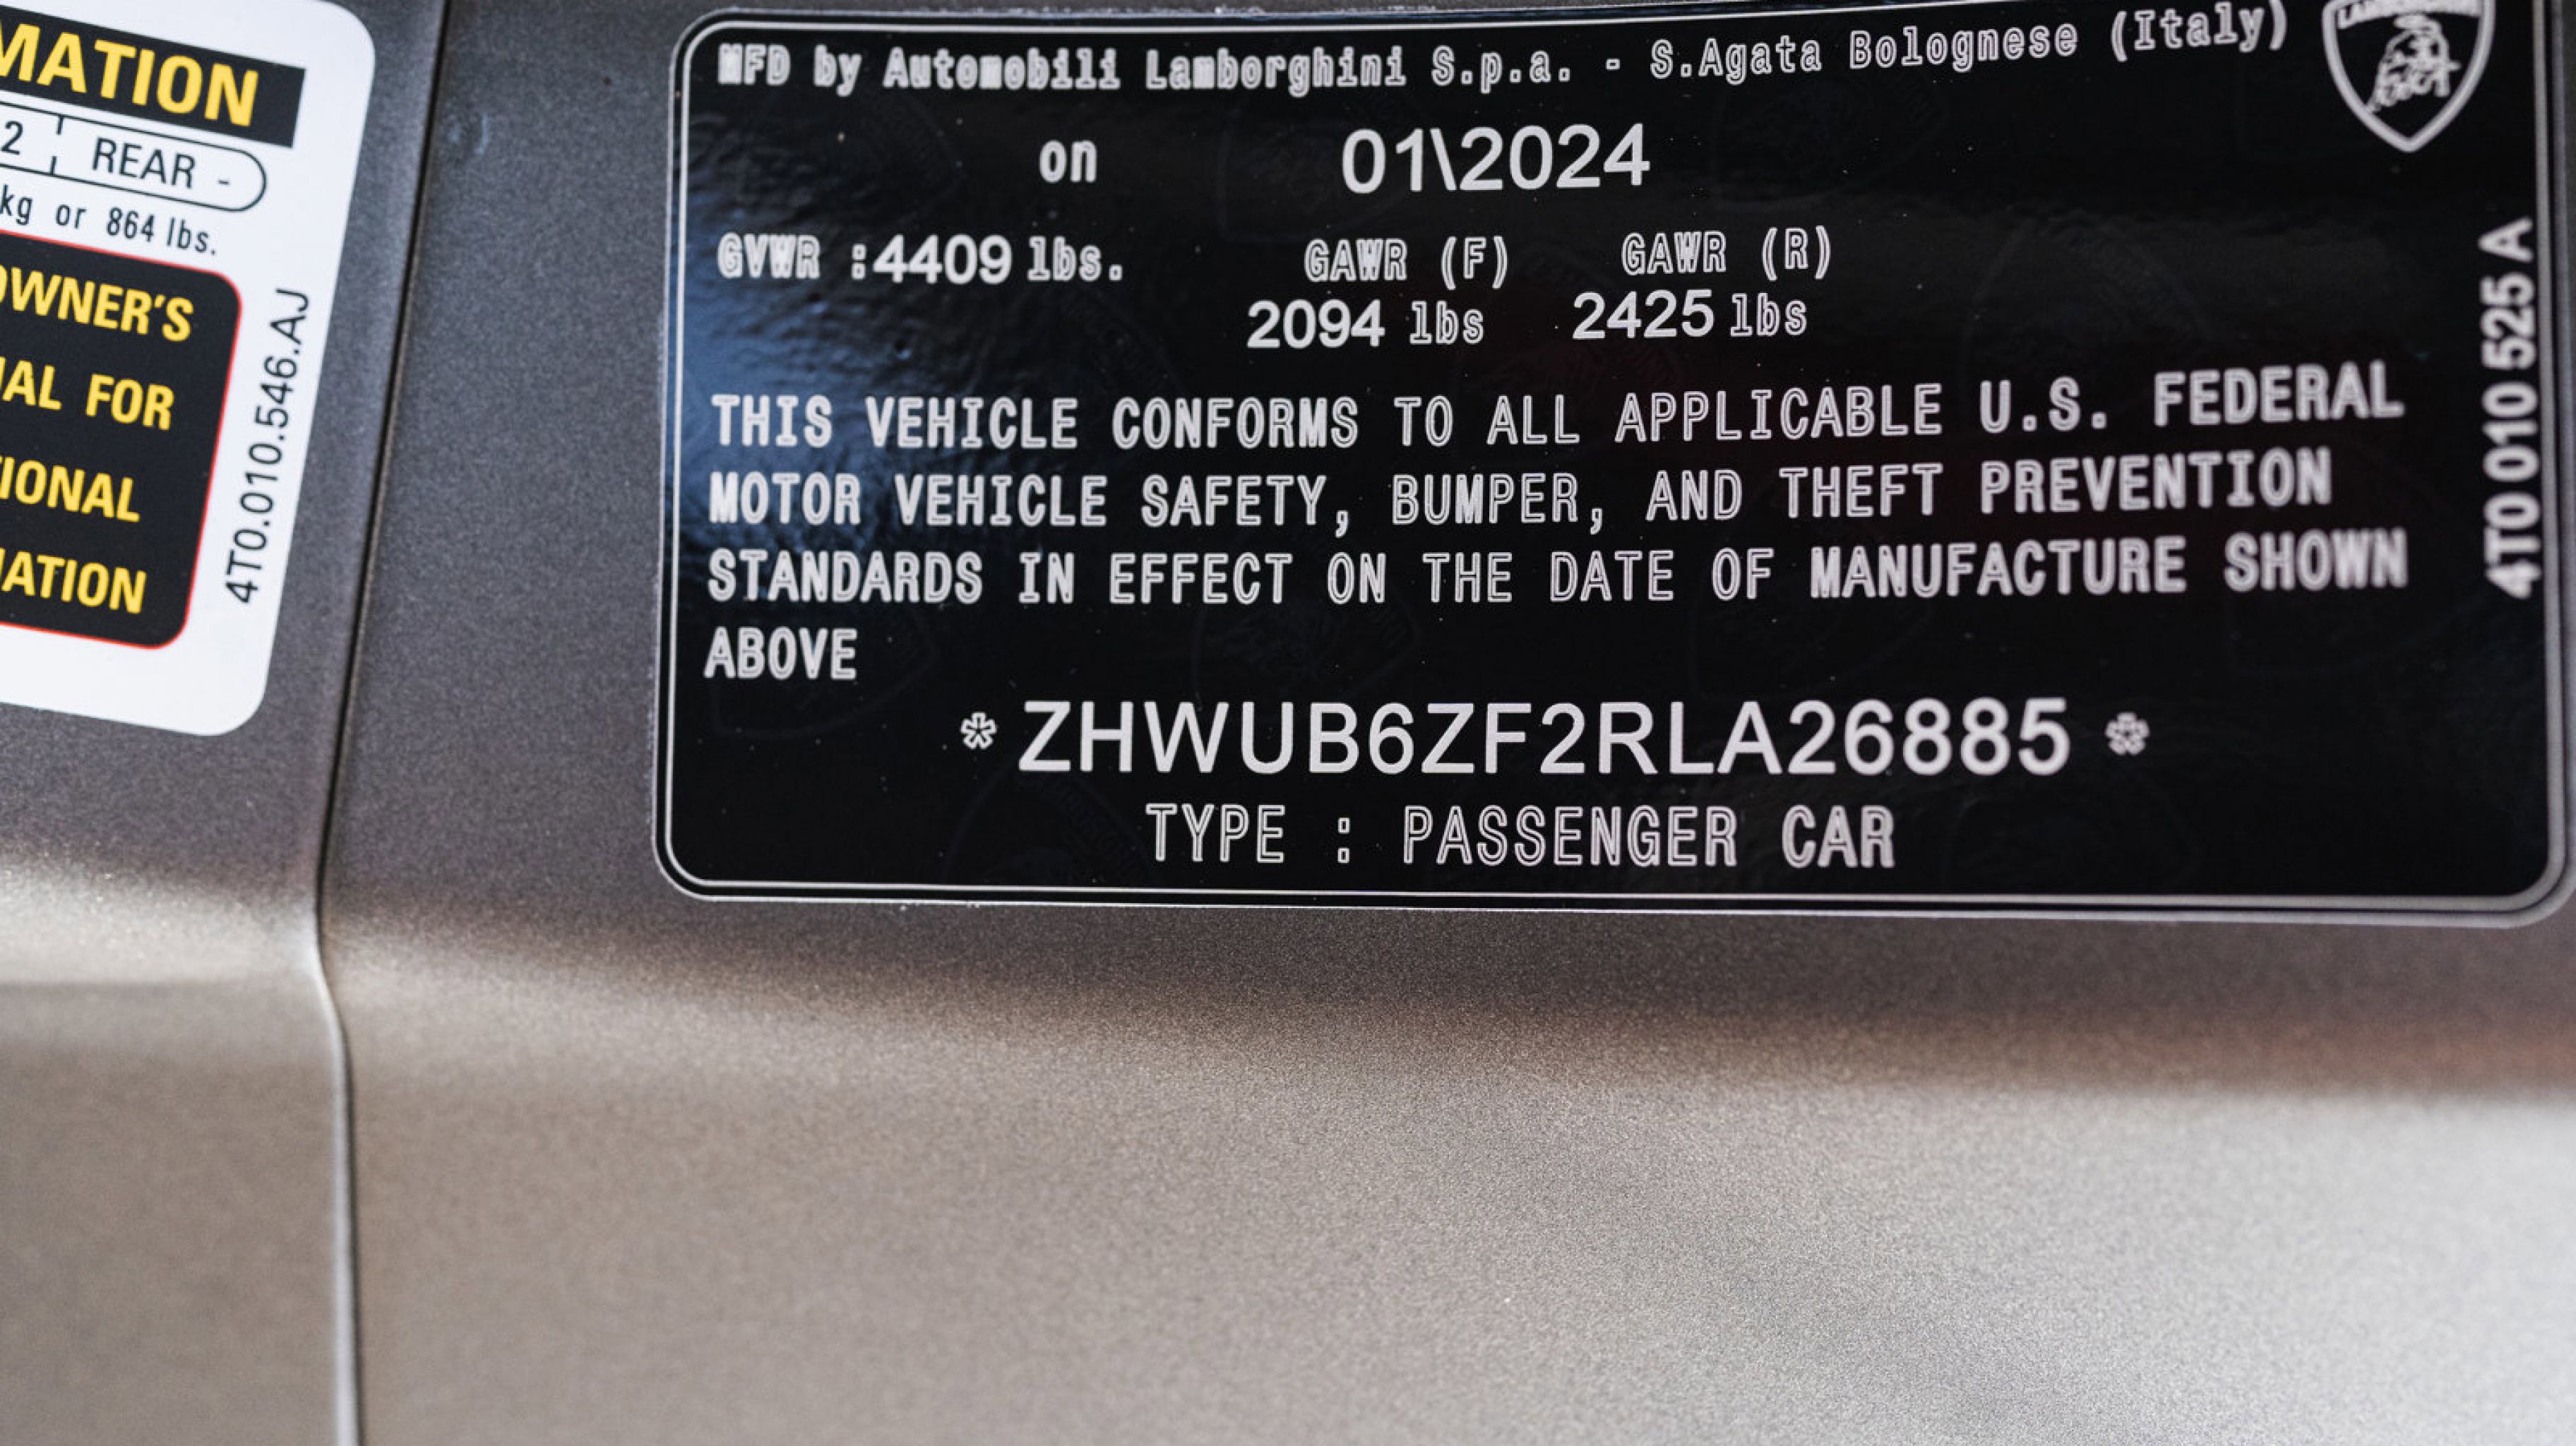 MATION
2 REAR -
kg or 864 lbs.
OWNER'S
FOR
4T0.010.546.AJ
MFD by Automobili Lamborghini S.p.a. - S.Agata Bolognese (Italy)
LAMBORGHINI
on 01\2024
GVWR :4409 lbs. GAWR (F) GAWR (R)
2094 lbs 2425 lbs
THIS VEHICLE CONFORMS TO ALL APPLICABLE U.S. FEDERAL
MOTOR VEHICLE SAFETY, BUMPER, AND THEFT PREVENTION
STANDARDS IN EFFECT ON THE DATE OF MANUFACTURE SHOWN
ABOVE
*ZHWUB6ZF2RLA26885*
TYPE : PASSENGER CAR
4T0 010 525 A